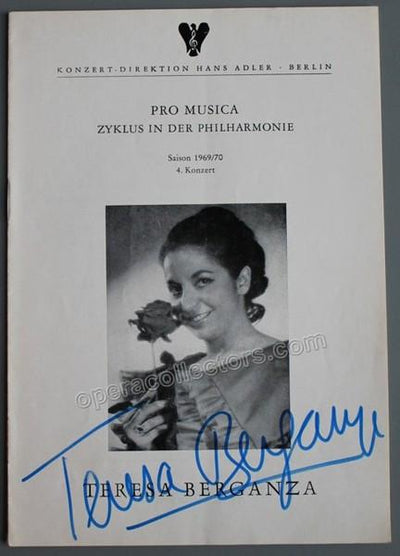 KONZERT-DIREKTION HANS ADLER - BERLIN
PRO MUSICA
ZYKLUS IN DER PHILHARMONIE
Saison 1969/70
4. Konzert
operacollectors.com
Teresa Berganza
TERESA BERGANZA